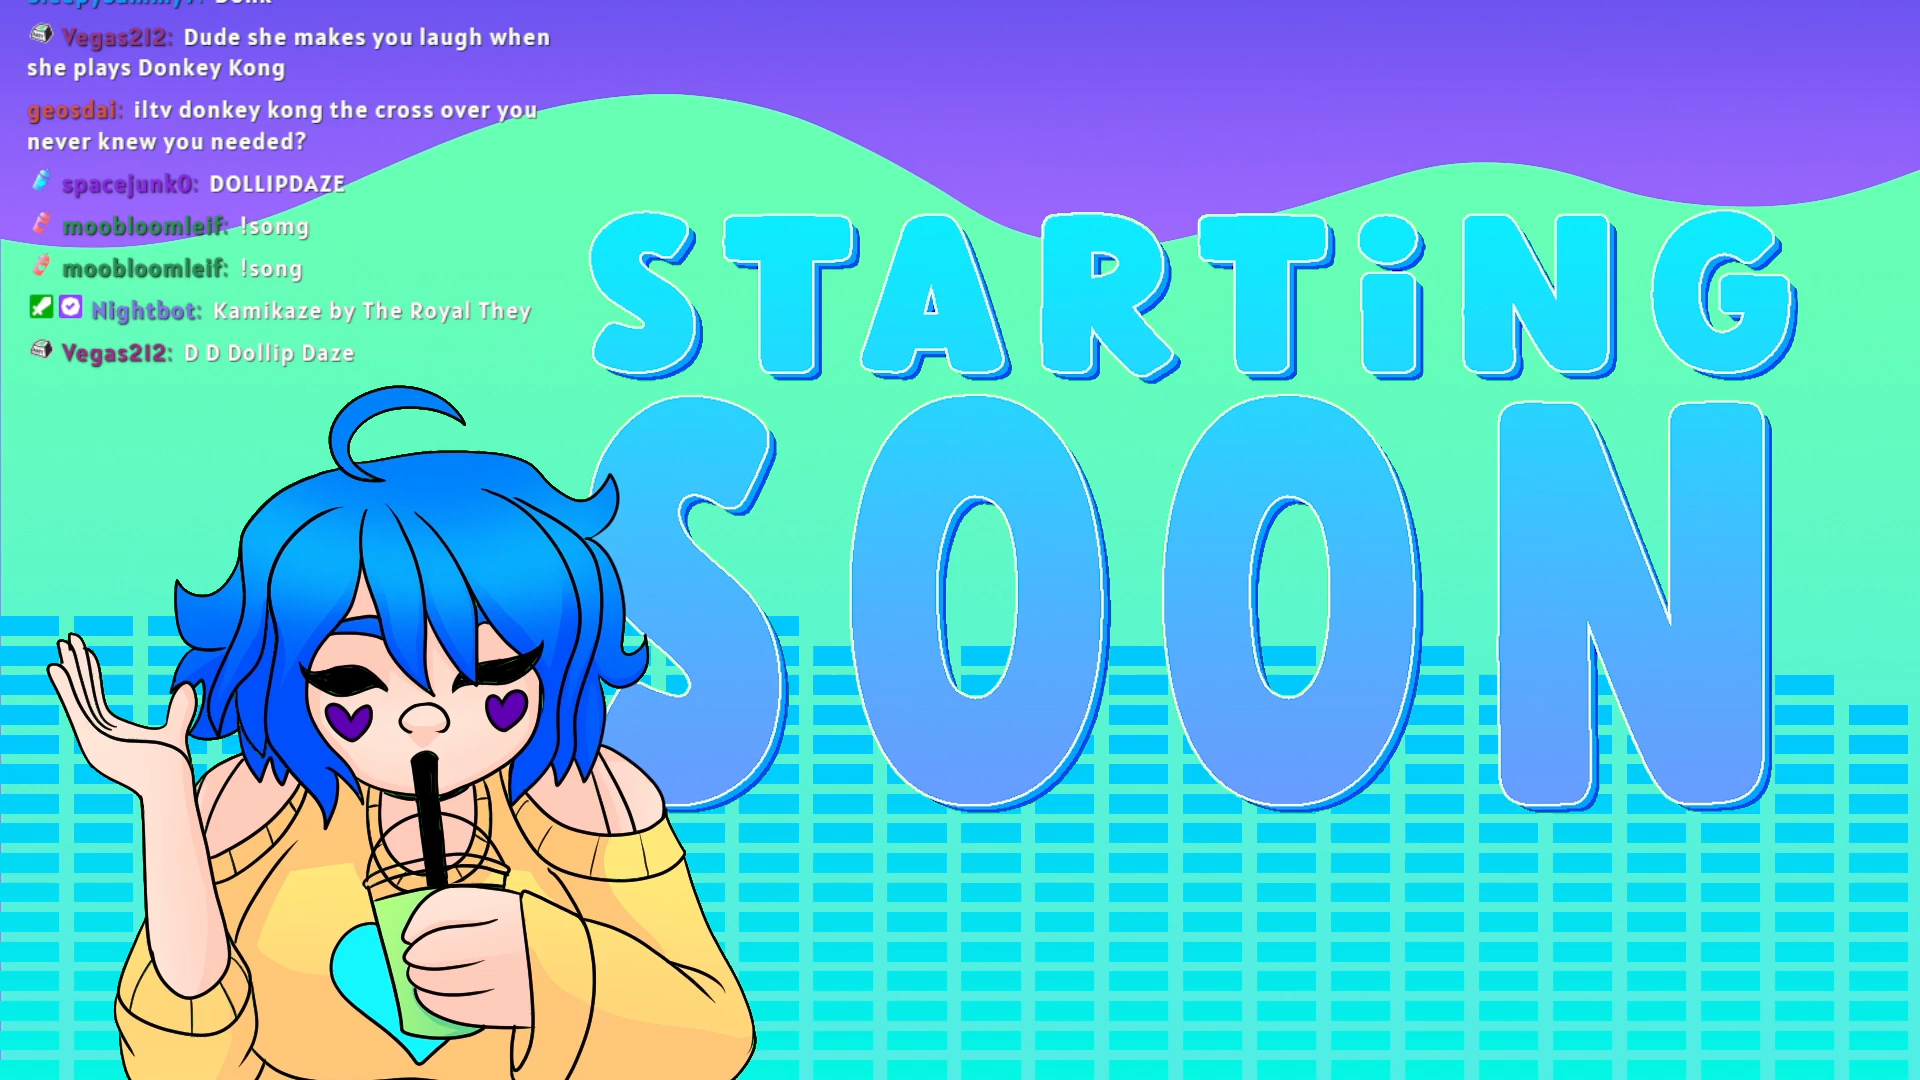 Vegas212: Dude she makes you laugh when
she plays Donkey Kong
geosdai: iltv donkey kong the cross over you
never knew you needed?
spacejunk0: DOLLIPDAZE
moobloomleif: !somg
moobloomleif: !song
Nightbot: Kamikaze by The Royal They
Vegas212: D D Dollip Daze
STARTiNG
SOON